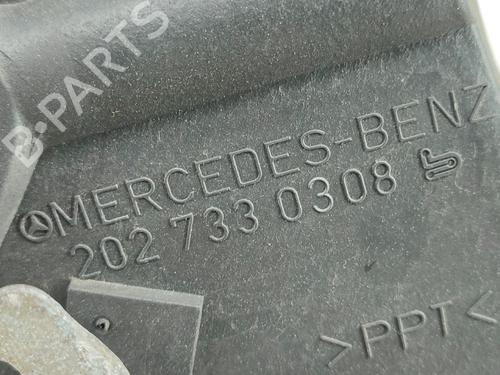 B-PARTS
MERCEDES-BENZ
202 733 0308
>PPT<